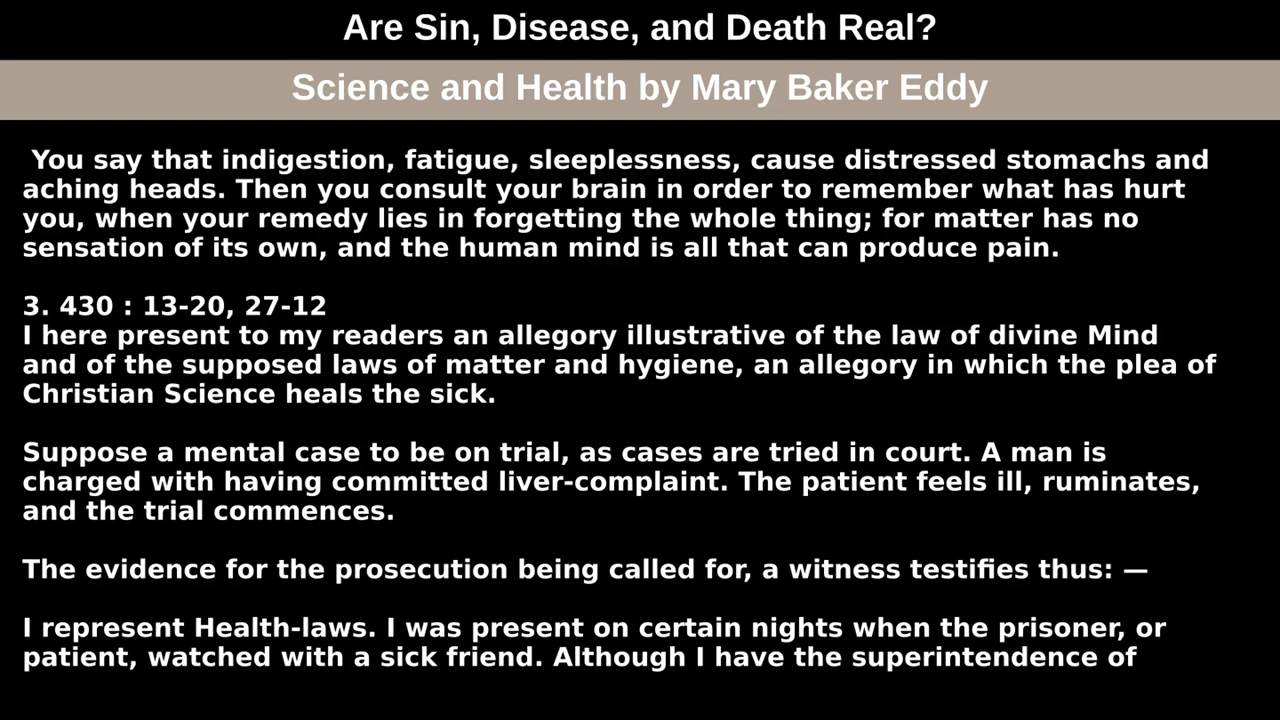 Are Sin, Disease, and Death Real?
Science and Health by Mary Baker Eddy
You say that indigestion, fatigue, sleeplessness, cause distressed stomachs and
aching heads. Then you consult your brain in order to remember what has hurt
you, when your remedy lies in forgetting the whole thing; for matter has no
sensation of its own, and the human mind is all that can produce pain.
3. 430 : 13-20, 27-12
I here present to my readers an allegory illustrative of the law of divine Mind
and of the supposed laws of matter and hygiene, an allegory in which the plea of
Christian Science heals the sick.
Suppose a mental case to be on trial, as cases are tried in court. A man is
charged with having committed liver-complaint. The patient feels ill, ruminates,
and the trial commences.
The evidence for the prosecution being called for, a witness testifies thus: —
I represent Health-laws. I was present on certain nights when the prisoner, or
patient, watched with a sick friend. Although I have the superintendence of